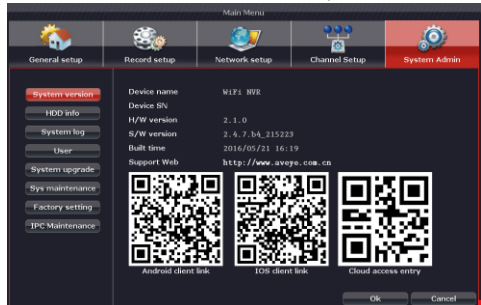 Main Menu
General setup
Record setup
Network setup
Channel Setup
System Admin
System version
HDD info
System log
User
System upgrade
Sys maintenance
Factory setting
IPC Maintenance
Device name WiFi NVR
Device SN
H/W version 2.1.0
S/W version 2.4.7.b4_215223
Built time 2016/05/21 16:19
Support Web http://www.aveye.com.cn
Android client link
IOS client link
Cloud access entry
Ok
Cancel